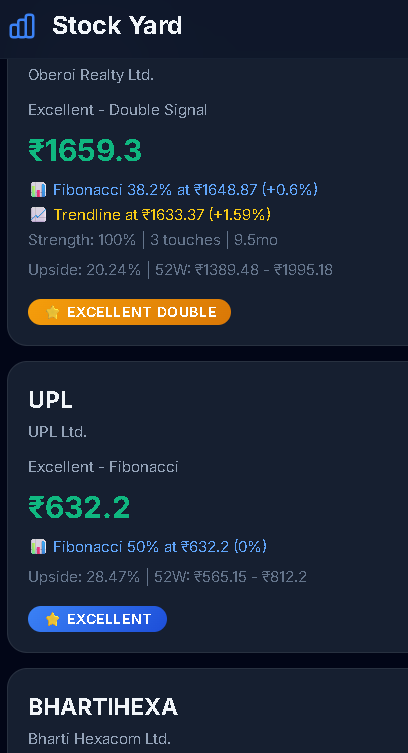 Stock Yard
Oberoi Realty Ltd.
Excellent - Double Signal
₹1659.3
📊 Fibonacci 38.2% at ₹1648.87 (+0.6%)
📈 Trendline at ₹1633.37 (+1.59%)
Strength: 100% | 3 touches | 9.5mo
Upside: 20.24% | 52W: ₹1389.48 - ₹1995.18
⭐ EXCELLENT DOUBLE
UPL
UPL Ltd.
Excellent - Fibonacci
₹632.2
📊 Fibonacci 50% at ₹632.2 (0%)
Upside: 28.47% | 52W: ₹565.15 - ₹812.2
⭐ EXCELLENT
BHARTIHEXA
Bharti Hexacom Ltd.